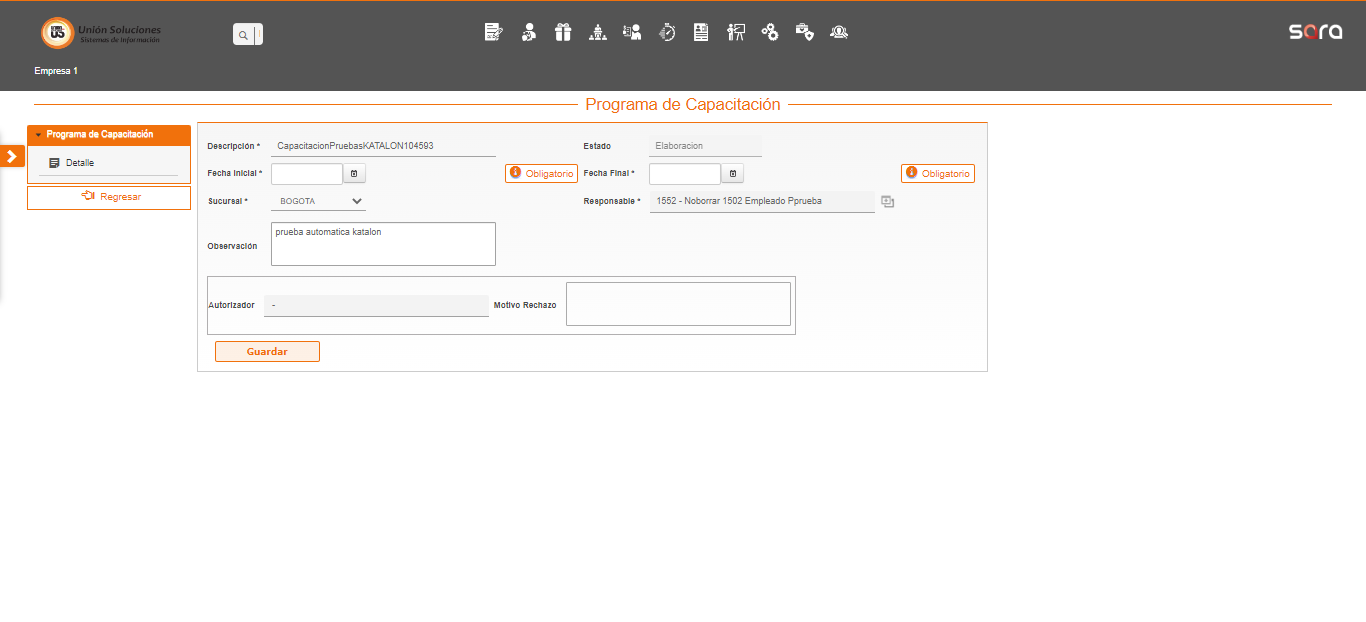 US
Unión Soluciones
Sistemas de Información
sora
Empresa 1
Programa de Capacitación
Programa de Capacitación
Detalle
Regresar
Descripción * CapacitacionPruebasKATALON104593 Estado Elaboracion
Fecha Inicial * Obligatorio Fecha Final * Obligatorio
Sucursal * BOGOTA Responsable * 1552 - Noborrar 1502 Empleado Pprueba
Observación prueba automatica katalon
Autorizador - Motivo Rechazo
Guardar